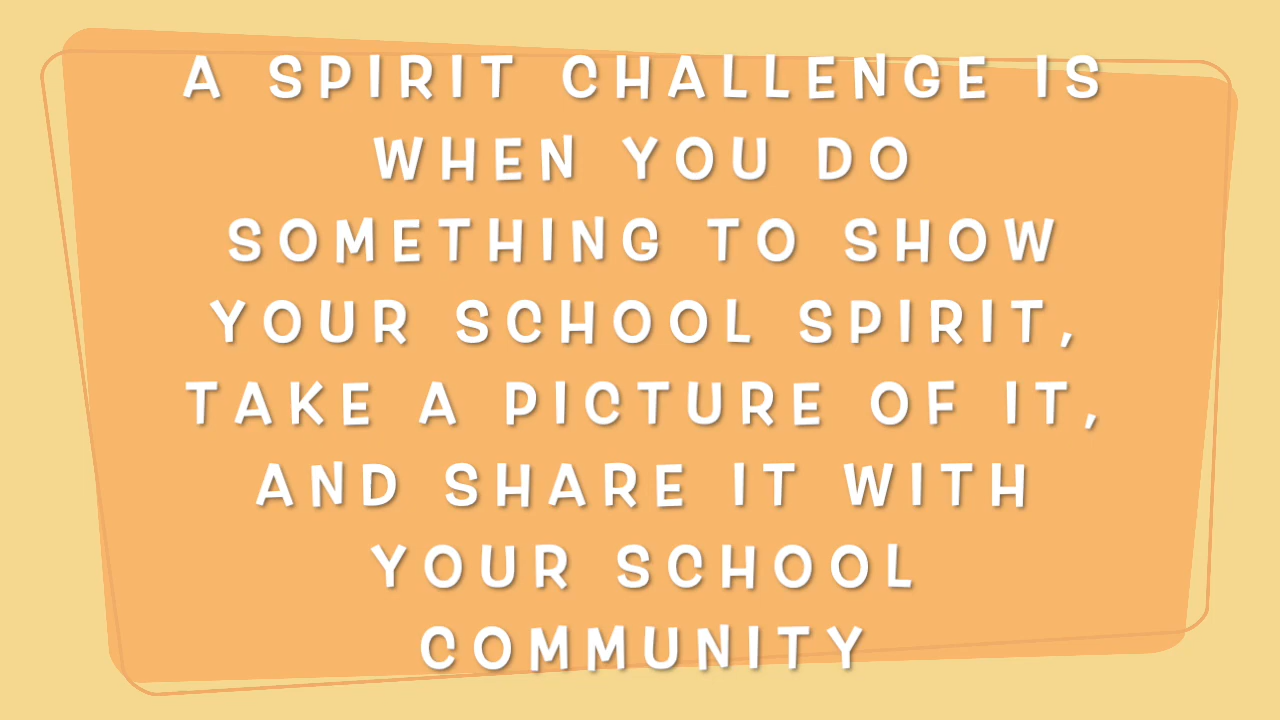 A SPIRIT CHALLENGE IS
WHEN YOU DO
SOMETHING TO SHOW
YOUR SCHOOL SPIRIT,
TAKE A PICTURE OF IT,
AND SHARE IT WITH
YOUR SCHOOL
COMMUNITY